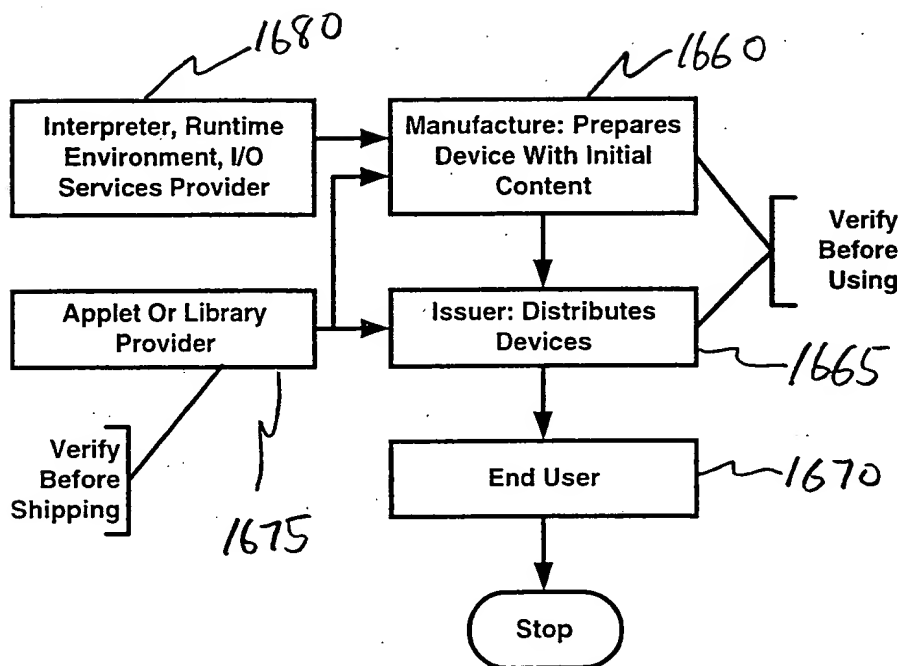 1680
1660
Interpreter, Runtime
Environment, I/O
Services Provider
Manufacture: Prepares
Device With Initial
Content
Verify
Before
Using
Applet Or Library
Provider
Issuer: Distributes
Devices
1665
Verify
Before
Shipping
1675
End User
1670
Stop